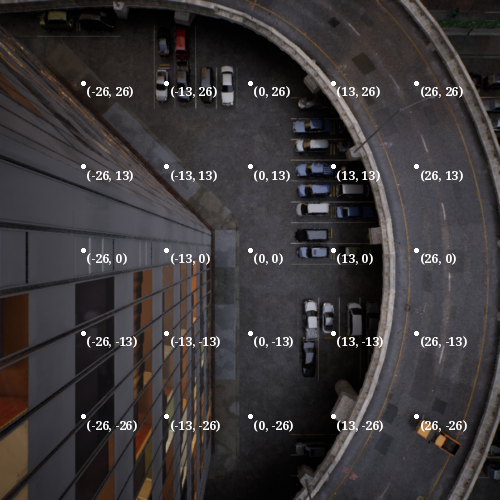 (-26, 26) (-13, 26) (0, 26) (13, 26) (26, 26)
(-26, 13) (-13, 13) (0, 13) (13, 13) (26, 13)
(-26, 0) (-13, 0) (0, 0) (13, 0) (26, 0)
(-26, -13) (-13, -13) (0, -13) (13, -13) (26, -13)
(-26, -26) (-13, -26) (0, -26) (13, -26) (26, -26)